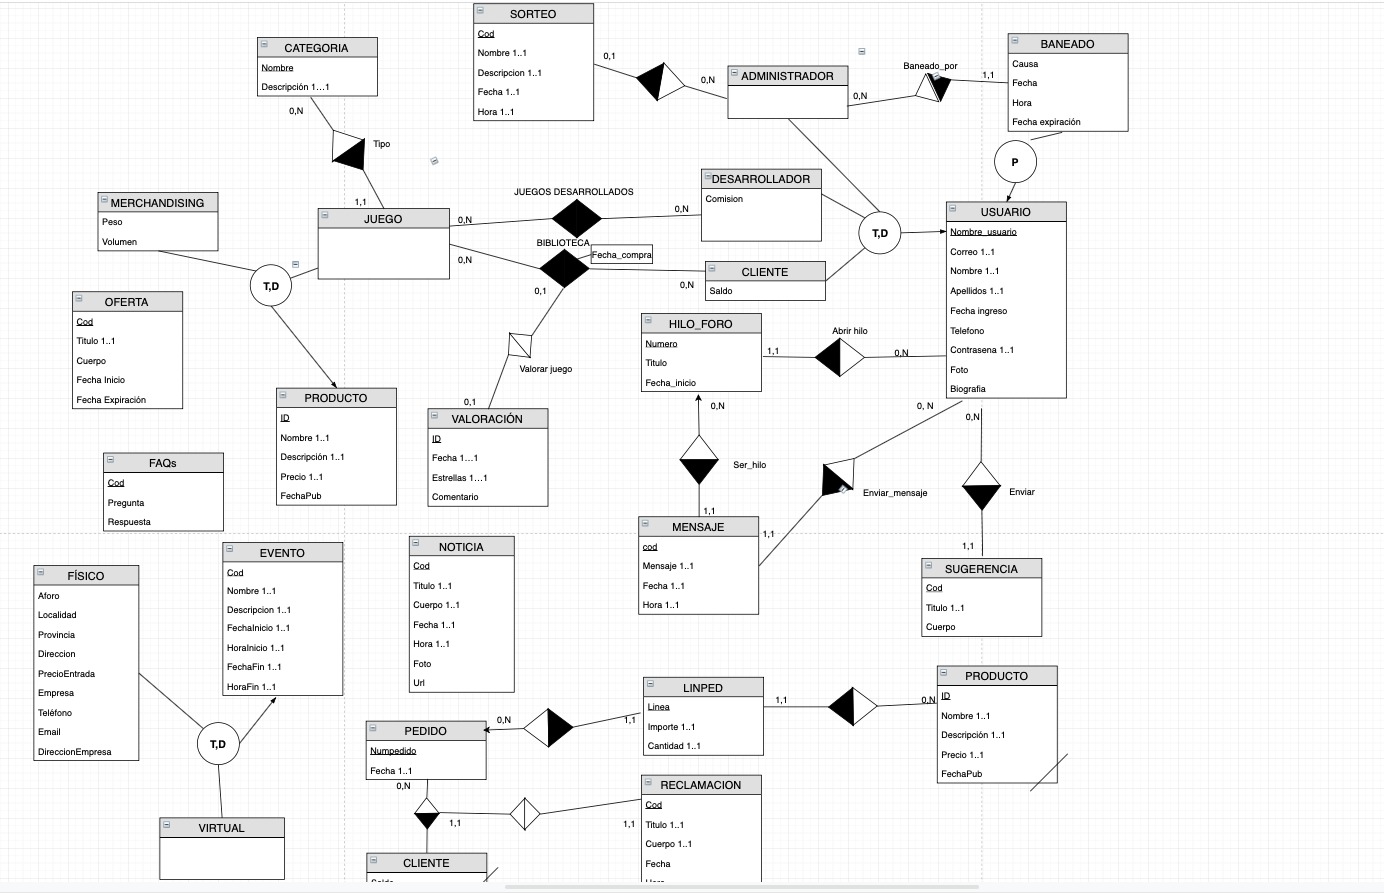 SORTEO
Cod
Nombre 1..1
Descripcion 1..1
Fecha 1..1
Hora 1..1
CATEGORIA
Nombre
Descripción 1...1
0,N
Tipo
1,1
0,1
0,N
ADMINISTRADOR
0,N
Baneado_por
1,1
BANEADO
Causa
Fecha
Hora
Fecha expiración
P
MERCHANDISING
Peso
Volumen
JUEGO
0,N
JUEGOS DESARROLLADOS
0,N
DESARROLLADOR
Comision
T,D
USUARIO
Nombre_usuario
Correo 1..1
Nombre 1..1
Apellidos 1..1
Fecha ingreso
Telefono
Contrasena 1..1
Foto
Biografia
0,N
BIBLIOTECA
Fecha_compra
0,N
CLIENTE
Saldo
T,D
0,1
Valorar juego
0,1
OFERTA
Cod
Titulo 1..1
Cuerpo
Fecha Inicio
Fecha Expiración
HILO_FORO
Numero
Titulo
Fecha_inicio
1,1
Abrir hilo
0,N
PRODUCTO
ID
Nombre 1..1
Descripción 1..1
Precio 1..1
FechaPub
VALORACIÓN
ID
Fecha 1...1
Estrellas 1...1
Comentario
0,N
Ser_hilo
1,1
0, N
Enviar_mensaje
1,1
0,N
Enviar
1,1
FAQs
Cod
Pregunta
Respuesta
MENSAJE
cod
Mensaje 1..1
Fecha 1..1
Hora 1..1
SUGERENCIA
Cod
Titulo 1..1
Cuerpo
FÍSICO
Aforo
Localidad
Provincia
Direccion
PrecioEntrada
Empresa
Teléfono
Email
DireccionEmpresa
EVENTO
Cod
Nombre 1..1
Descripcion 1..1
FechaInicio 1..1
HoraInicio 1..1
FechaFin 1..1
HoraFin 1..1
T,D
VIRTUAL
NOTICIA
Cod
Titulo 1..1
Cuerpo 1..1
Fecha 1..1
Hora 1..1
Foto
Url
PEDIDO
Numpedido
Fecha 1..1
0,N
1,1
LINPED
Linea
Importe 1..1
Cantidad 1..1
1,1
0,N
PRODUCTO
ID
Nombre 1..1
Descripción 1..1
Precio 1..1
FechaPub
0,N
1,1
1,1
RECLAMACION
Cod
Titulo 1..1
Cuerpo 1..1
Fecha
CLIENTE